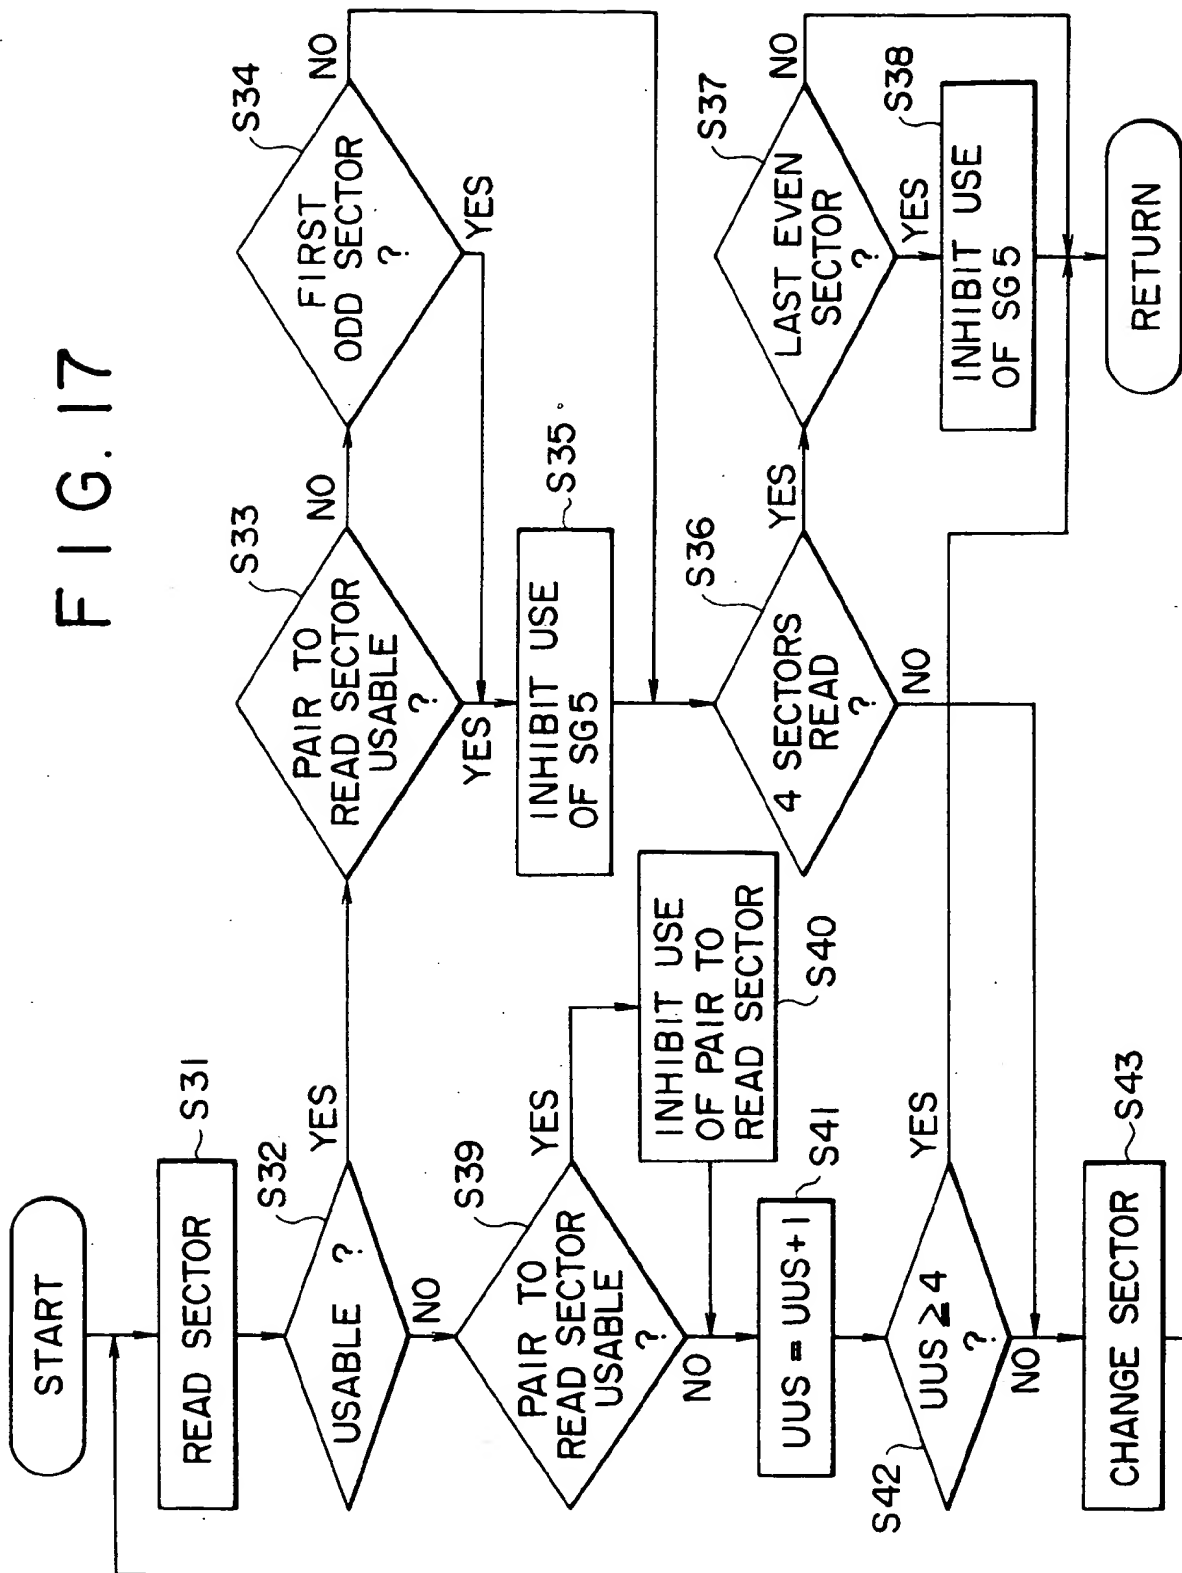 FIG. 17
START
READ SECTOR
S31
USABLE ?
S32
YES
NO
PAIR TO
READ SECTOR
USABLE
?
S33
NO
YES
FIRST
ODD SECTOR
?
S34
NO
YES
INHIBIT USE
OF SG5
S35
4 SECTORS
READ
?
S36
YES
NO
LAST EVEN
SECTOR
?
S37
NO
YES
INHIBIT USE
OF SG5
S38
RETURN
PAIR TO
READ SECTOR
USABLE
?
S39
YES
NO
INHIBIT USE
OF PAIR TO
READ SECTOR
S40
UUS = UUS+1
S41
UUS ≧ 4
?
S42
YES
NO
CHANGE SECTOR
S43